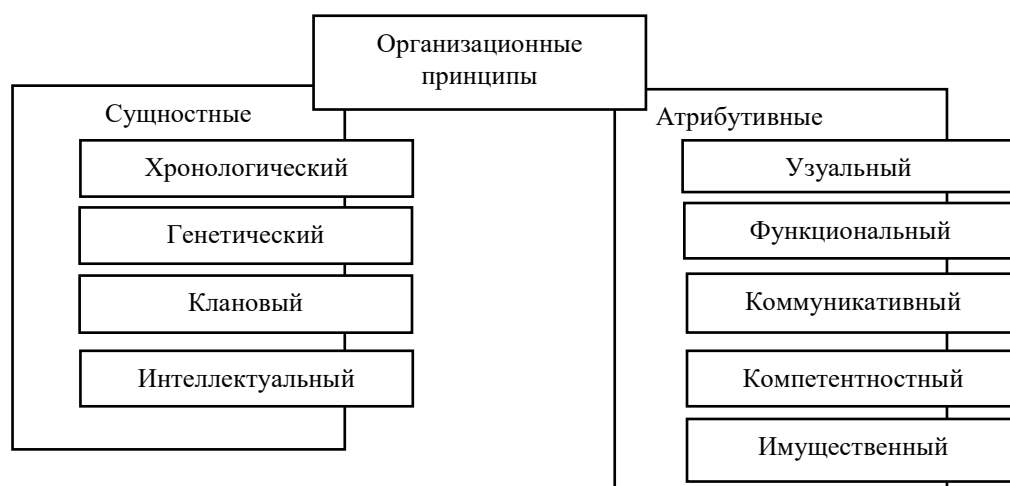 Организационные
принципы
Сущностные
Хронологический
Генетический
Клановый
Интеллектуальный
Атрибутивные
Узуальный
Функциональный
Коммуникативный
Компетентностный
Имущественный